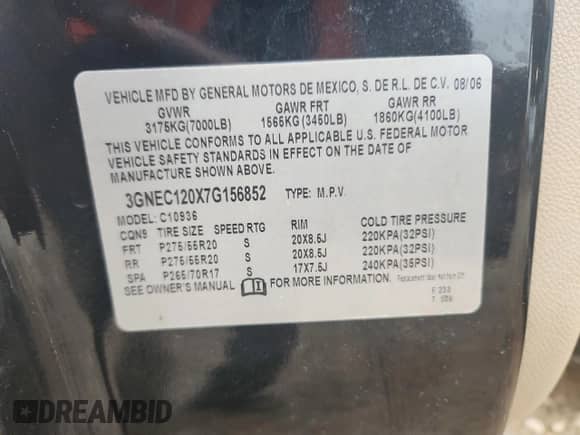 VEHICLE MFD BY GENERAL MOTORS DE MEXICO, S. DE R.L. DE C.V. 08/06
GVWR GAWR FRT GAWR RR
3175KG(7000LB) 1565KG(3450LB) 1860KG(4100LB)
THIS VEHICLE CONFORMS TO ALL APPLICABLE U.S. FEDERAL MOTOR
VEHICLE SAFETY STANDARDS IN EFFECT ON THE DATE OF
MANUFACTURE SHOWN ABOVE.
3GNEC120X7G156852 TYPE: M.P.V.
MODEL: C10936
CQN9 TIRE SIZE SPEED RTG RIM COLD TIRE PRESSURE
FRT P275/55R20 S 20X8.5J 220KPA(32PSI)
RR P275/55R20 S 20X8.5J 220KPA(32PSI)
SPA P265/70R17 S 17X7.5J 240KPA(35PSI)
SEE OWNER'S MANUAL FOR MORE INFORMATION.
DREAMBID